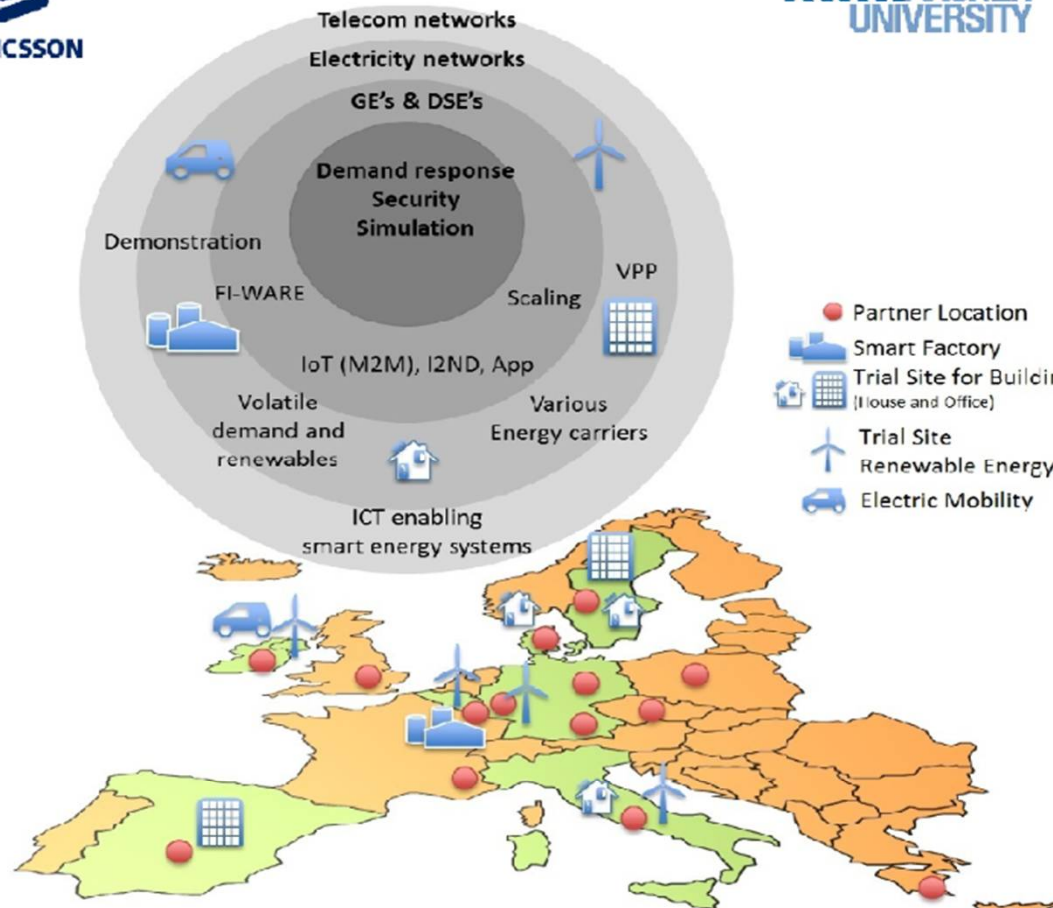 UNIVERSITY
Telecom networks
Electricity networks
GE's & DSE's
Demand response
Security
Simulation
Demonstration
FI-WARE
Scaling
VPP
IoT (M2M), I2ND, App
Volatile
demand and
renewables
Various
Energy carriers
ICT enabling
smart energy systems
Partner Location
Smart Factory
Trial Site for
(House and Office)
Trial Site
Renewable Energy
Electric Mobility